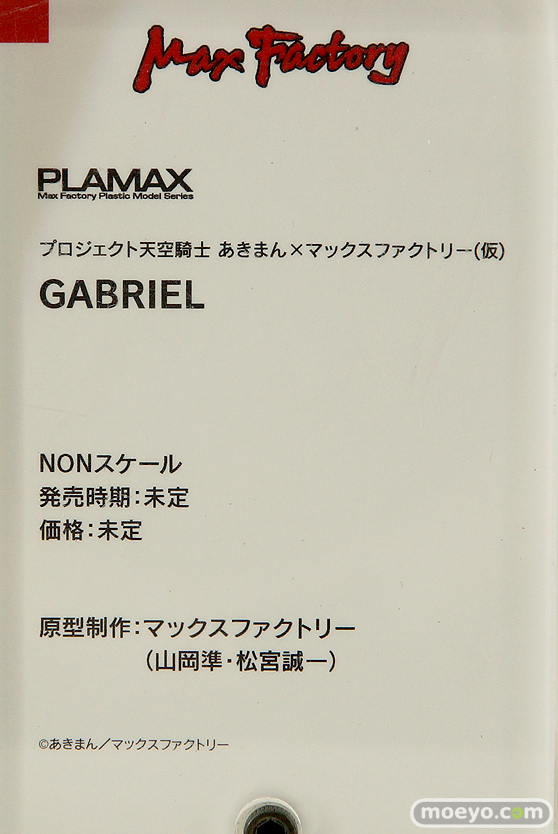 Max Factory
PLAMAX
Max Factory Plastic Model Series
プロジェクト天空騎士 あきまん×マックスファクトリー(仮)
GABRIEL
NONスケール
発売時期:未定
価格:未定
原型制作:マックスファクトリー
(山岡準・松宮誠一)
©あきまん/マックスファクトリー
moeyo.com